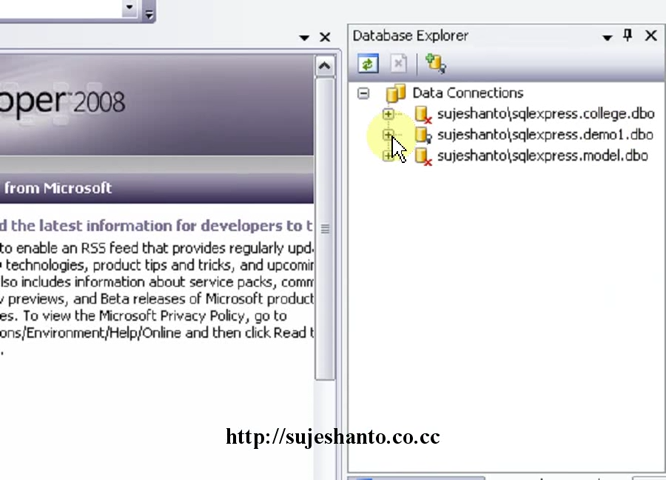 Database Explorer
oper 2008
Data Connections
sujeshanto\sqlexpress.college.dbo
sujeshanto\sqlexpress.demo1.dbo
sujeshanto\sqlexpress.model.dbo
from Microsoft
d the latest information for developers to t
to enable an RSS feed that provides regularly upd
technologies, product tips and tricks, and upcomin
lso includes information about service packs, comm
previews, and Beta releases of Microsoft product
es. To view the Microsoft Privacy Policy, go to
ons/Environment/Help/Online and then click Read t
.
http://sujeshanto.co.cc